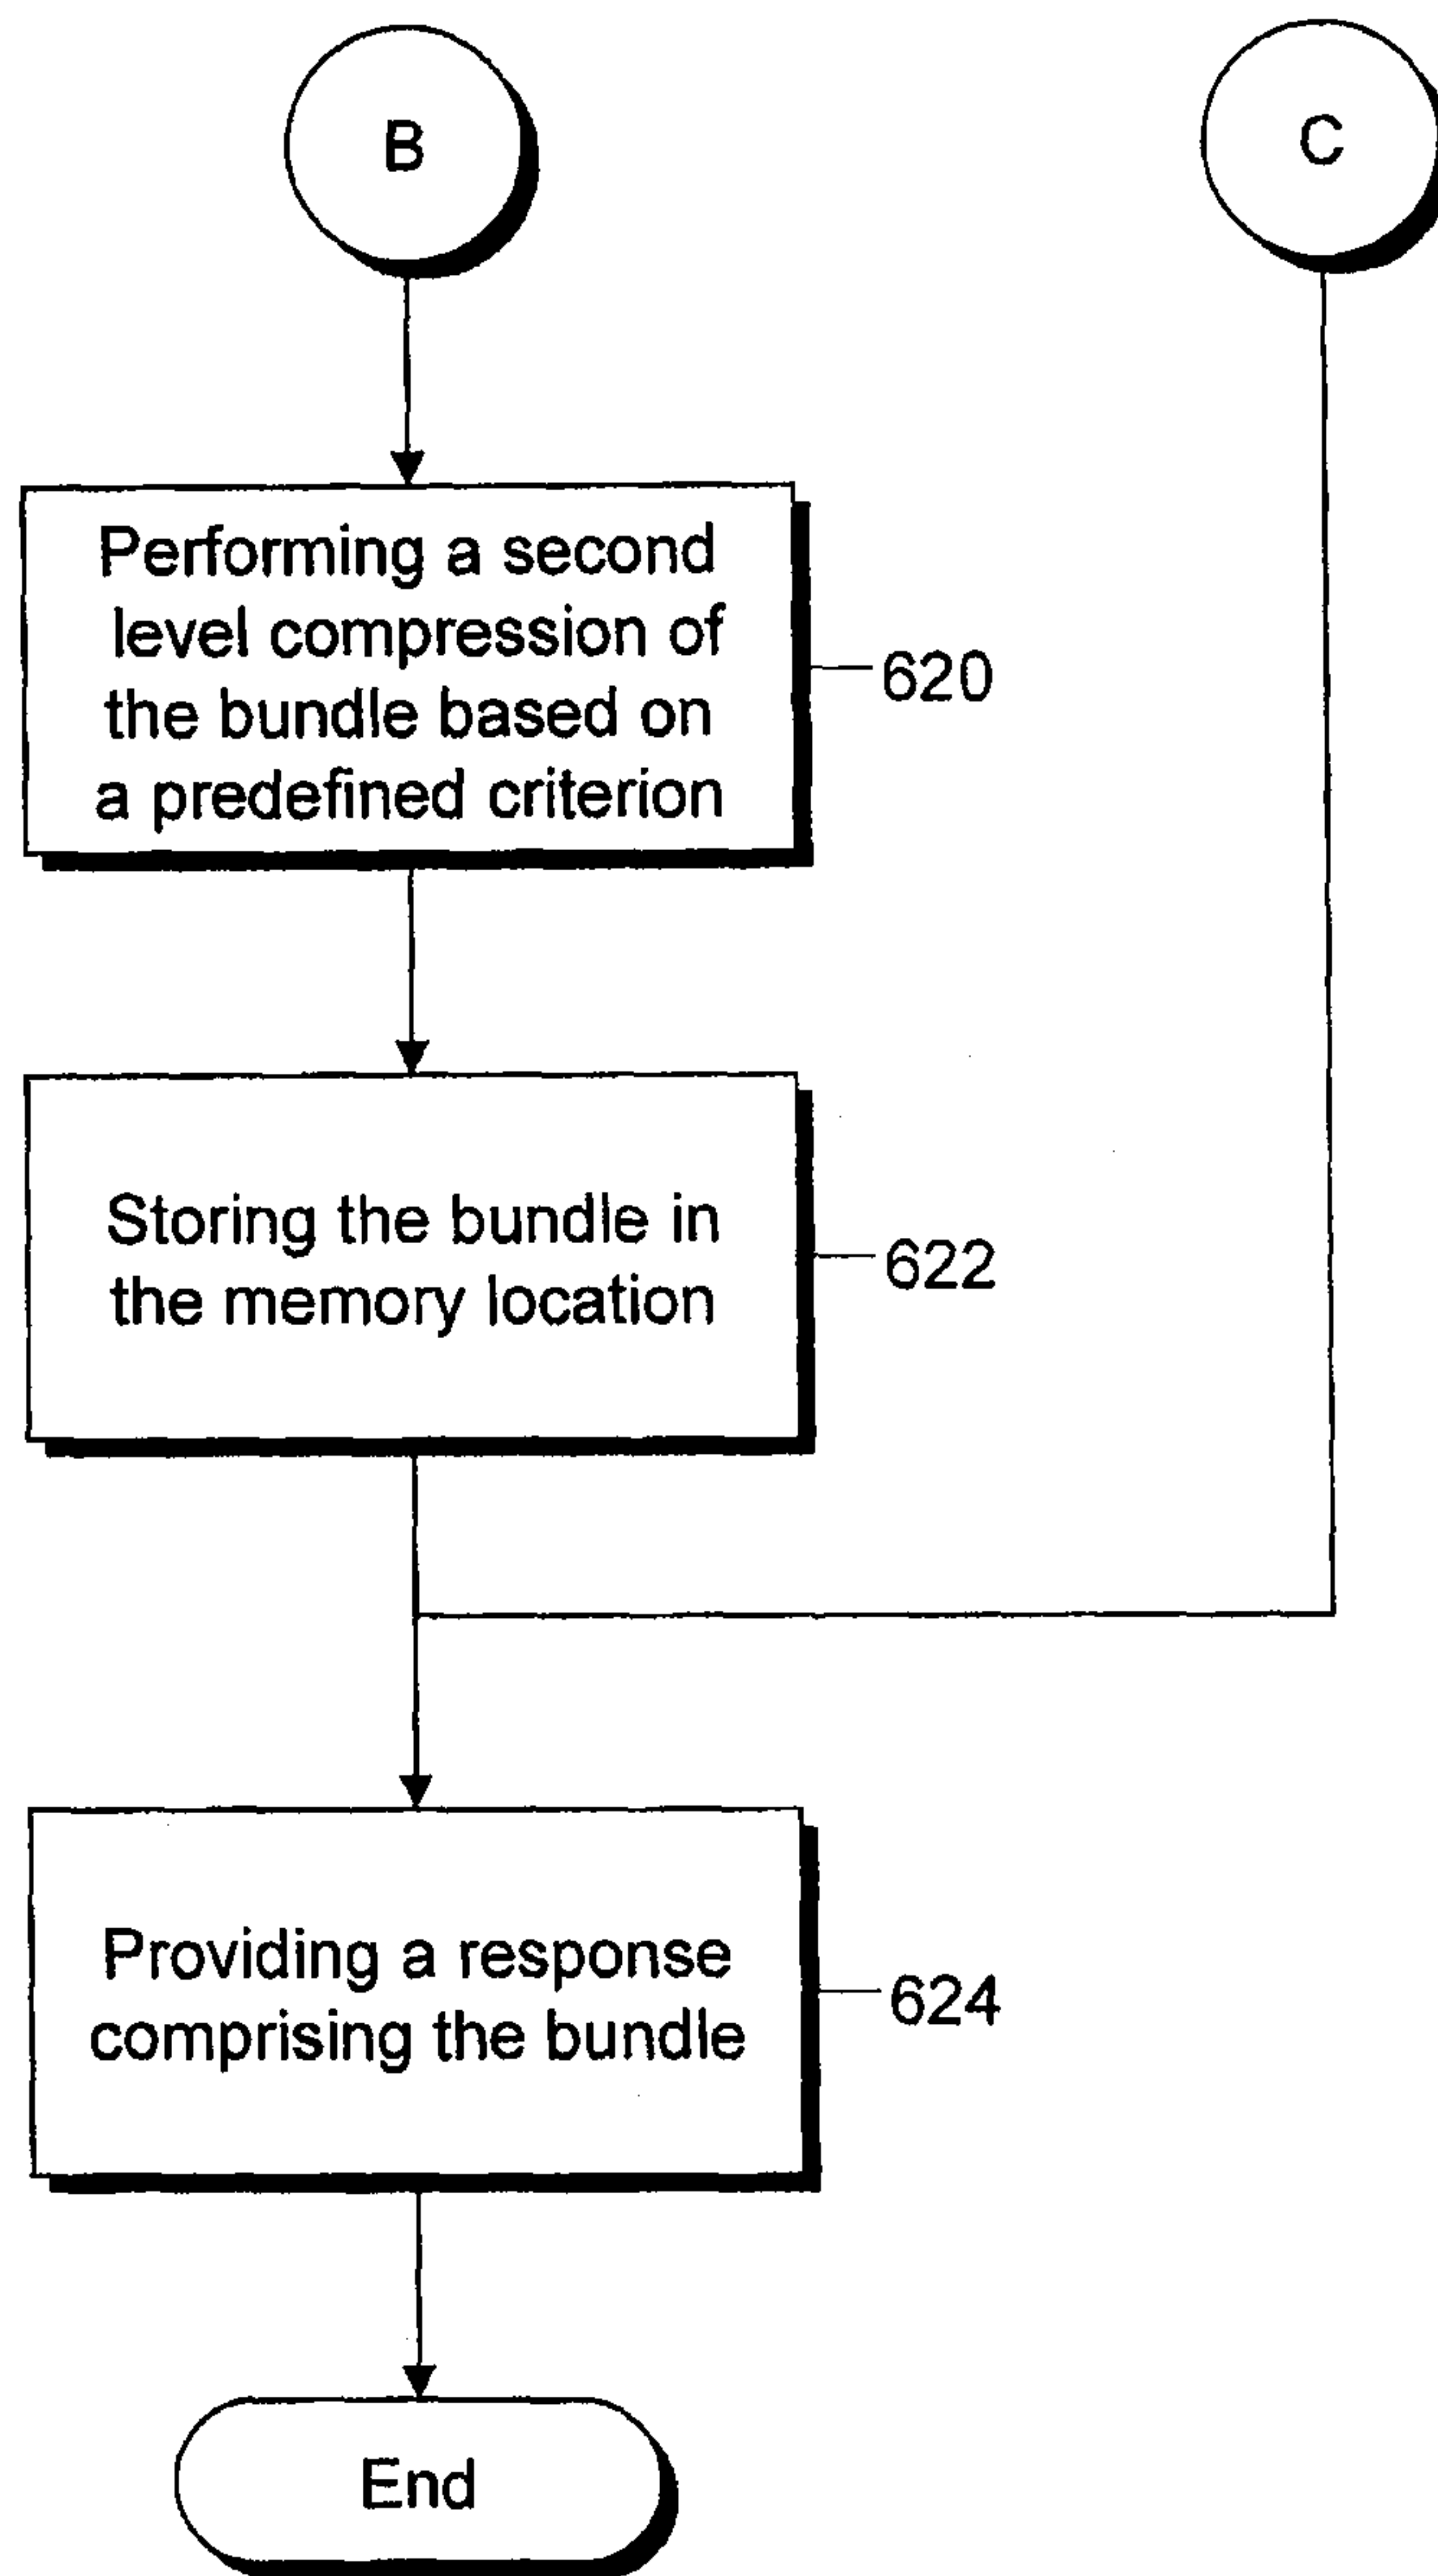 B
C
Performing a second
level compression of
the bundle based on
a predefined criterion
620
Storing the bundle in
the memory location
622
Providing a response
comprising the bundle
624
End